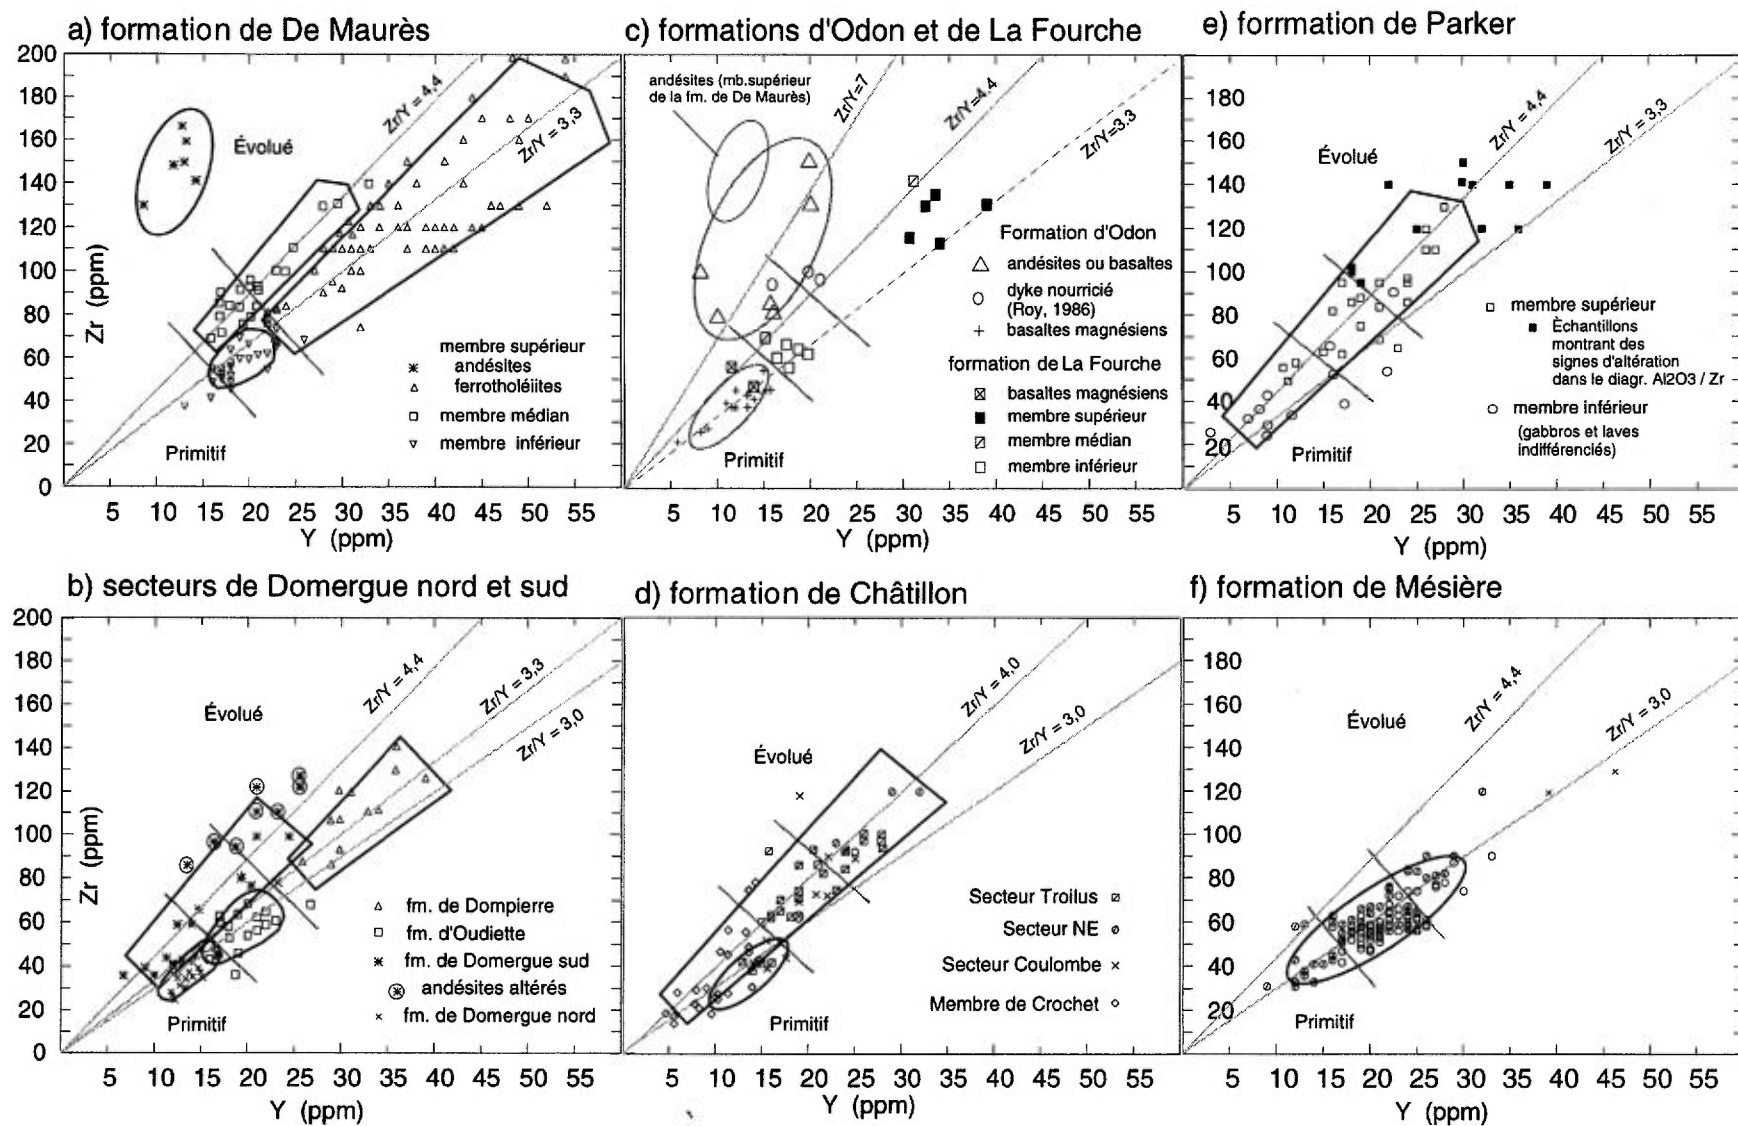 a) formation de De Maurès
200
180
160
140
120
100
80
60
40
20
0
Zr (ppm)
Zr/Y = 4,4
Zr/Y = 3,3
Évolué
Primitif
membre supérieur
andésites
ferrotholéiites
membre médian
membre inférieur
5 10 15 20 25 30 35 40 45 50 55
Y (ppm)
c) formations d'Odon et de La Fourche
andésites (mb.supérieur
de la fm. de De Maurès)
Zr/Y=7
Zr/Y=4.4
Zr/Y=3.3
Formation d'Odon
andésites ou basaltes
dyke nourricié
(Roy, 1986)
basaltes magnésiens
formation de La Fourche
basaltes magnésiens
membre supérieur
membre médian
membre inférieur
Primitif
5 10 15 20 25 30 35 40 45 50 55
Y (ppm)
e) forrmation de Parker
180
160
140
120
100
80
60
40
20
Zr/Y = 4,4
Zr/Y = 3,3
Évolué
membre supérieur
Èchantillons
montrant des
signes d'altération
dans le diagr. Al2O3 / Zr
membre inférieur
(gabbros et laves
indifférenciés)
Primitif
5 10 15 20 25 30 35 40 45 50 55
Y (ppm)
b) secteurs de Domergue nord et sud
200
180
160
140
120
100
80
60
40
20
0
Zr (ppm)
Zr/Y = 4,4
Zr/Y = 3,3
Zr/Y = 3,0
Évolué
fm. de Dompierre
fm. d'Oudiette
fm. de Domergue sud
andésites altérés
fm. de Domergue nord
Primitif
5 10 15 20 25 30 35 40 45 50 55
Y (ppm)
d) formation de Châtillon
Zr/Y = 4,0
Zr/Y = 3,0
Évolué
Secteur Troilus
Secteur NE
Secteur Coulombe
Membre de Crochet
Primitif
5 10 15 20 25 30 35 40 45 50 55
Y (ppm)
f) formation de Mésière
180
160
140
130
120
100
80
60
40
20
Zr/Y = 4,4
Zr/Y = 3,0
Évolué
Primitif
5 10 15 20 25 30 35 40 45 50 55
Y (ppm)